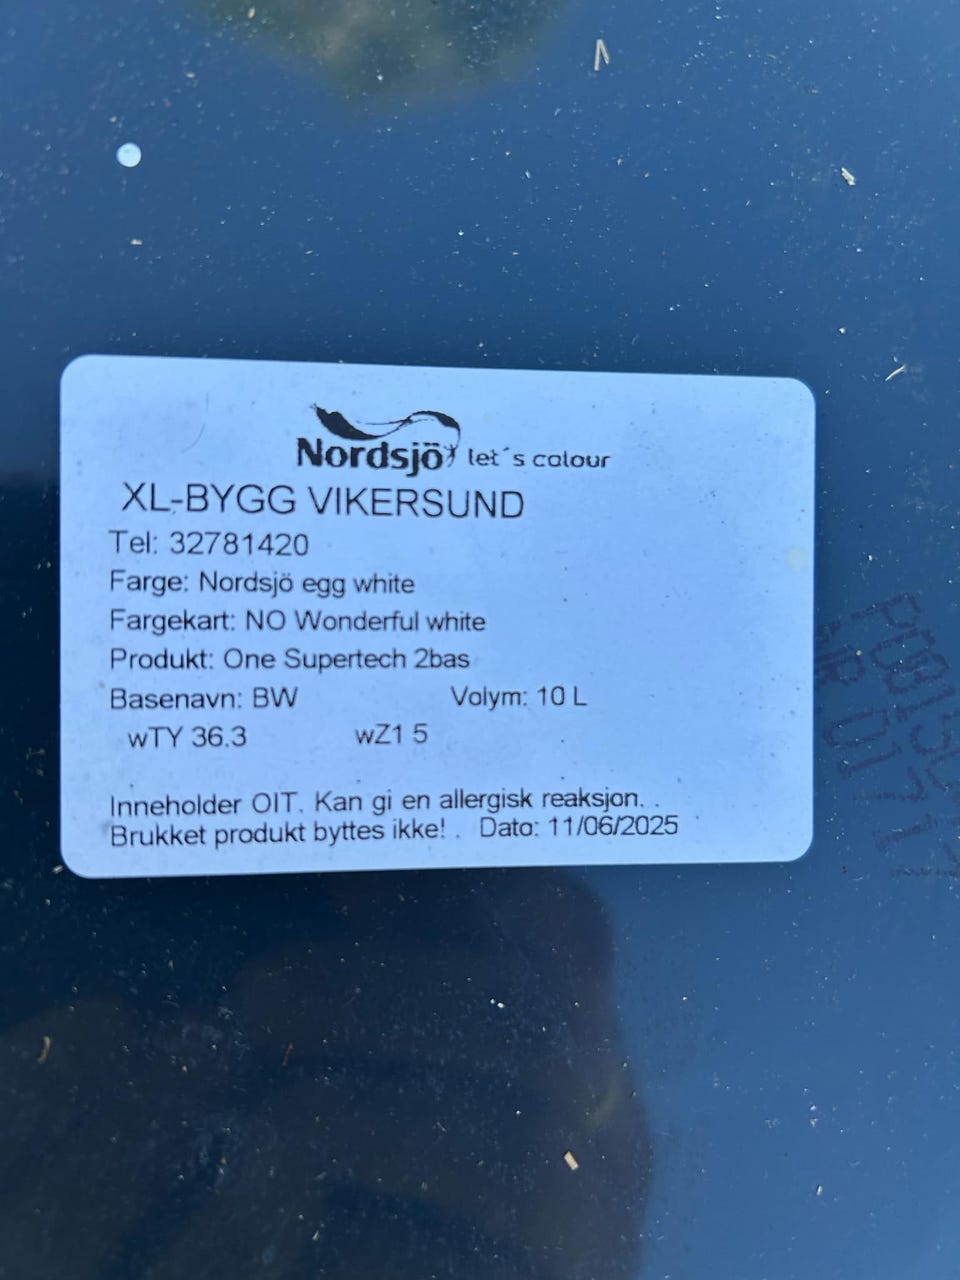 Nordsjö let´s colour
XL-BYGG VIKERSUND
Tel: 32781420
Farge: Nordsjö egg white
Fargekart: NO Wonderful white
Produkt: One Supertech 2bas
Basenavn: BW Volym: 10 L
wTY 36.3 wZ1 5
Inneholder OIT. Kan gi en allergisk reaksjon. .
Brukket produkt byttes ikke! . Dato: 11/06/2025